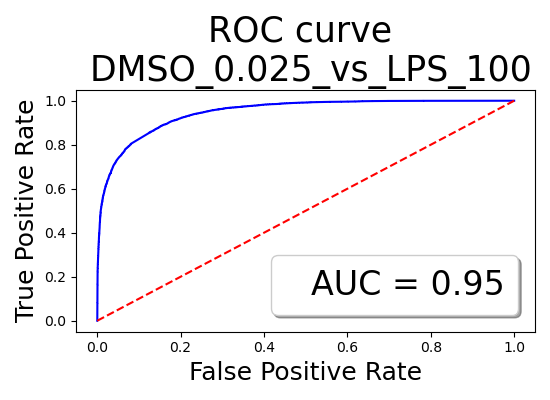 ROC curve
DMSO_0.025_vs_LPS_100
True Positive Rate
1.0
0.8
0.6
0.4
0.2
0.0
AUC = 0.95
0.0 0.2 0.4 0.6 0.8 1.0
False Positive Rate